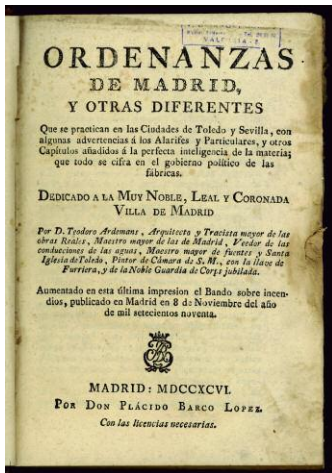 ORDENANZAS
DE MADRID,
Y OTRAS DIFERENTES
Que se practican en las Ciudades de Toledo y Sevilla, con
algunas advertencias á los Alarifes y Particulares, y otros
Capítulos añadidos á la perfecta inteligencia de la materia;
que todo se cifra en el gobierno político de las
fábricas.
DEDICADO A LA MUY NOBLE, LEAL Y CORONADA
VILLA DE MADRID
Por D. Teodoro Ardemans, Arquitecto y Tracista mayor de las
obras Reales, Maestro mayor de las de Madrid, Veedor de las
conducciones de las aguas, Maestro mayor de fuentes y Santa
Iglesia de Toledo, Pintor de Cámara de S. M., con la llave de
Furriera, y de la Noble Guardia de Corps jubilada.
Aumentado en esta última impresion el Bando sobre incen-
dios, publicado en Madrid en 8 de Noviembre del año
de mil setecientos noventa.
MADRID: MDCCXCVI.
POR DON PLÁCIDO BARCO LOPEZ.
Con las licencias necesarias.